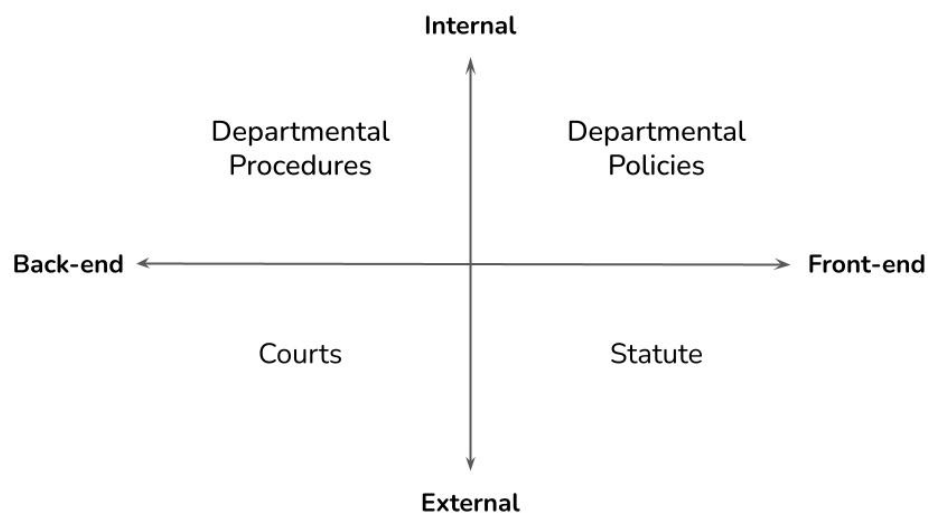 Internal
Departmental
Procedures
Departmental
Policies
Back-end
Front-end
Courts
Statute
External